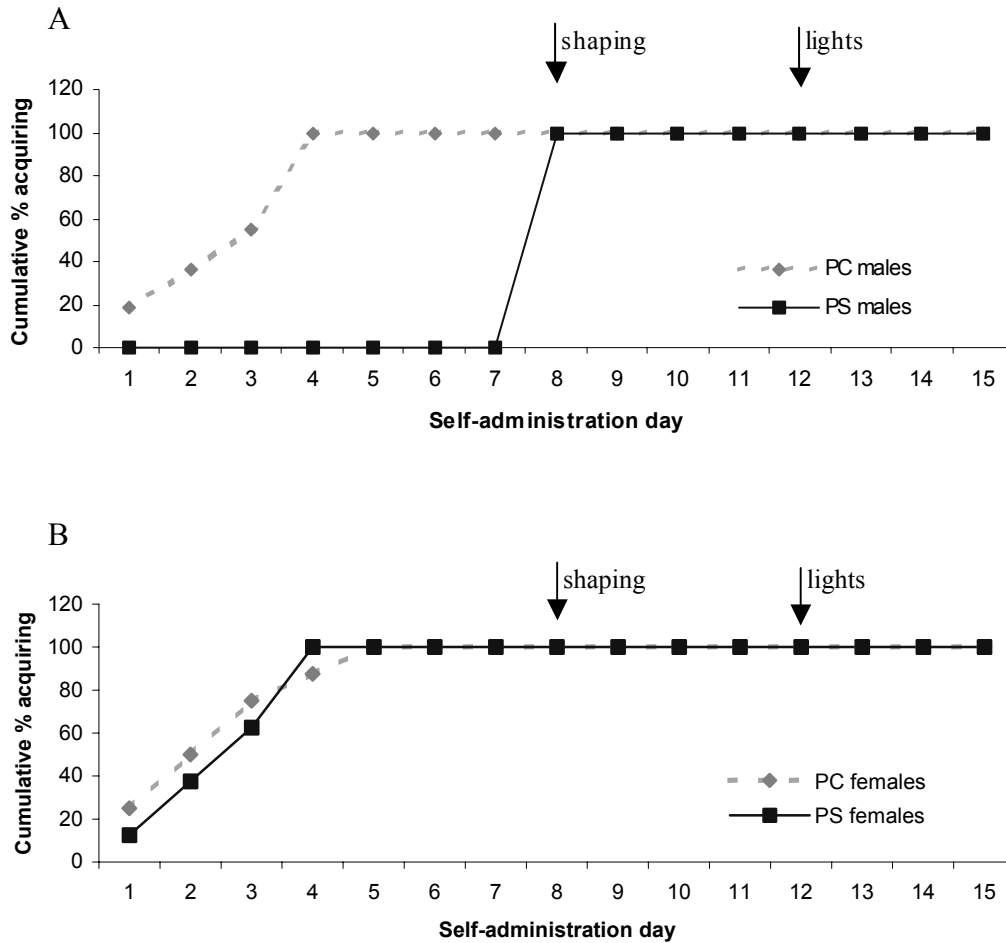 A
shaping
lights
Cumulative % acquiring
120
100
80
60
40
20
0
PC males
PS males
1 2 3 4 5 6 7 8 9 10 11 12 13 14 15
Self-administration day
B
shaping
lights
Cumulative % acquiring
120
100
80
60
40
20
0
PC females
PS females
1 2 3 4 5 6 7 8 9 10 11 12 13 14 15
Self-administration day